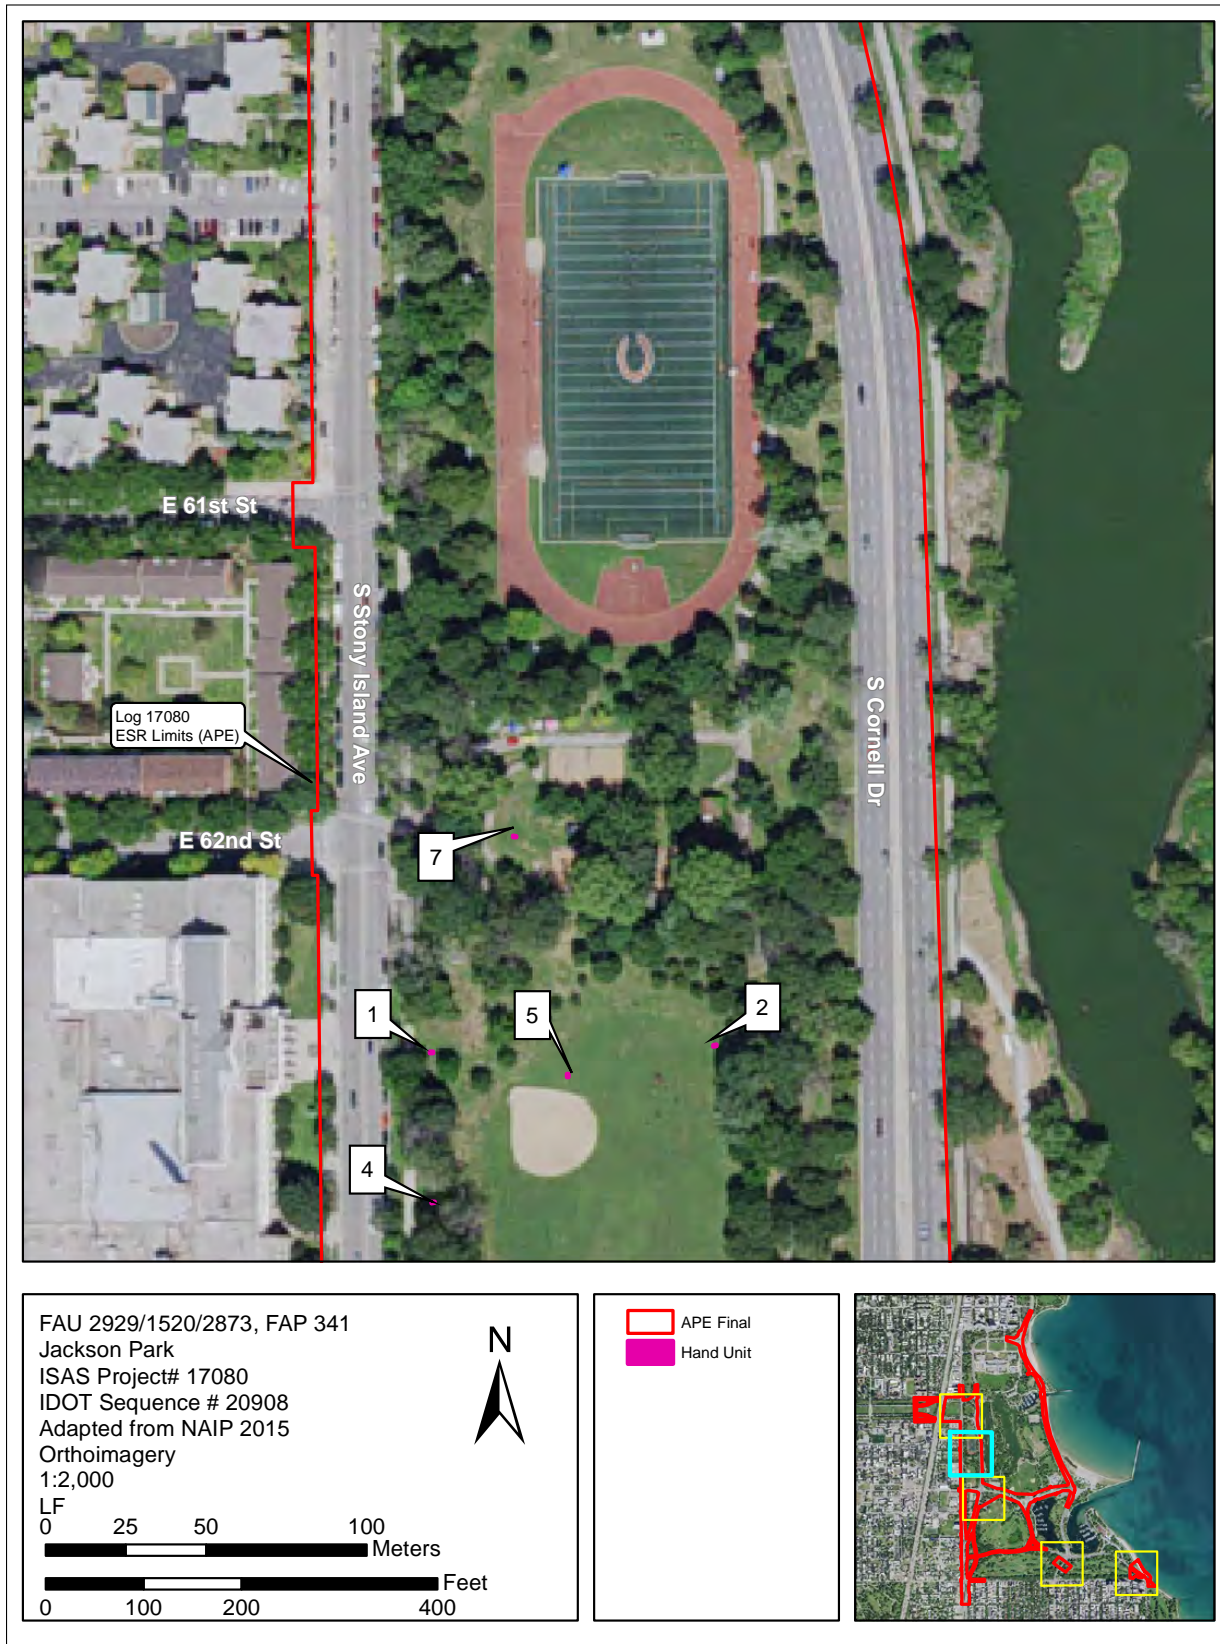 E 61st St
S Stony Island Ave
Log 17080
ESR Limits (APE)
S Cornell Dr
E 62nd St
7
1
5
2
4
FAU 2929/1520/2873, FAP 341
Jackson Park
ISAS Project# 17080
IDOT Sequence # 20908
Adapted from NAIP 2015
Orthoimagery
1:2,000
LF
0 25 50 100
Meters
Feet
0 100 200 400
N
APE Final
Hand Unit